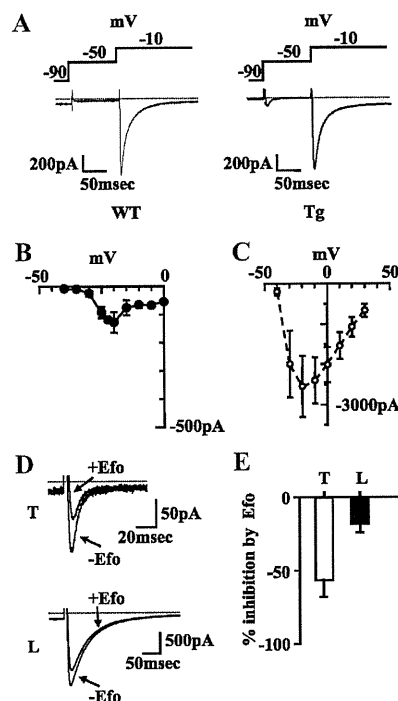 A
mV
mV
-10
-10
-50
-50
-90
-90
200pA
50msec
200pA
50msec
WT
Tg
B
mV
-50
0
-500pA
C
mV
-50
0
50
-3000pA
D
+Efo
T
50pA
20msec
-Efo
+Efo
L
500pA
50msec
-Efo
E
T
L
0
-50
-100
% inhibition by Efo